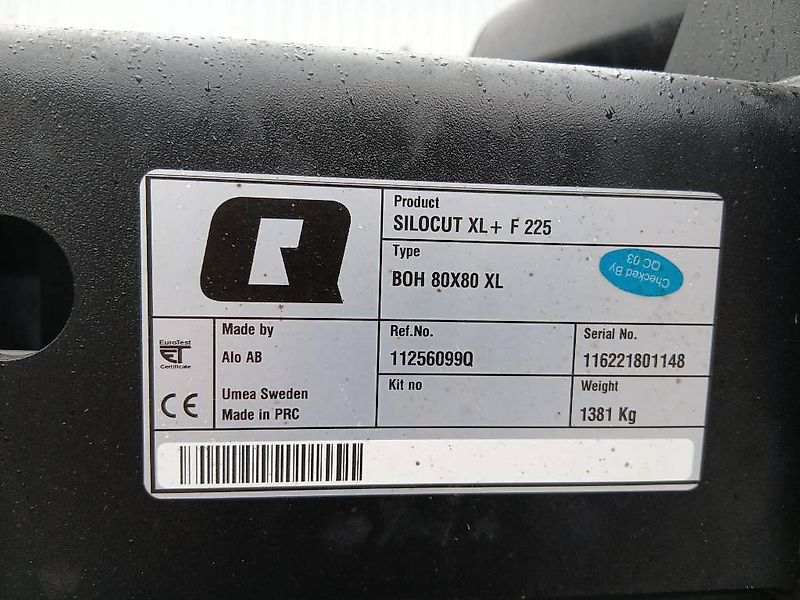 Product
SILOCUT XL+ F 225
Type
BOH 80X80 XL
Checked By
QC 03
EuroTest
ET
Certificate
CE
Made by
Alo AB
Umea Sweden
Made in PRC
Ref.No.
11256099Q
Serial No.
116221801148
Kit no
Weight
1381 Kg